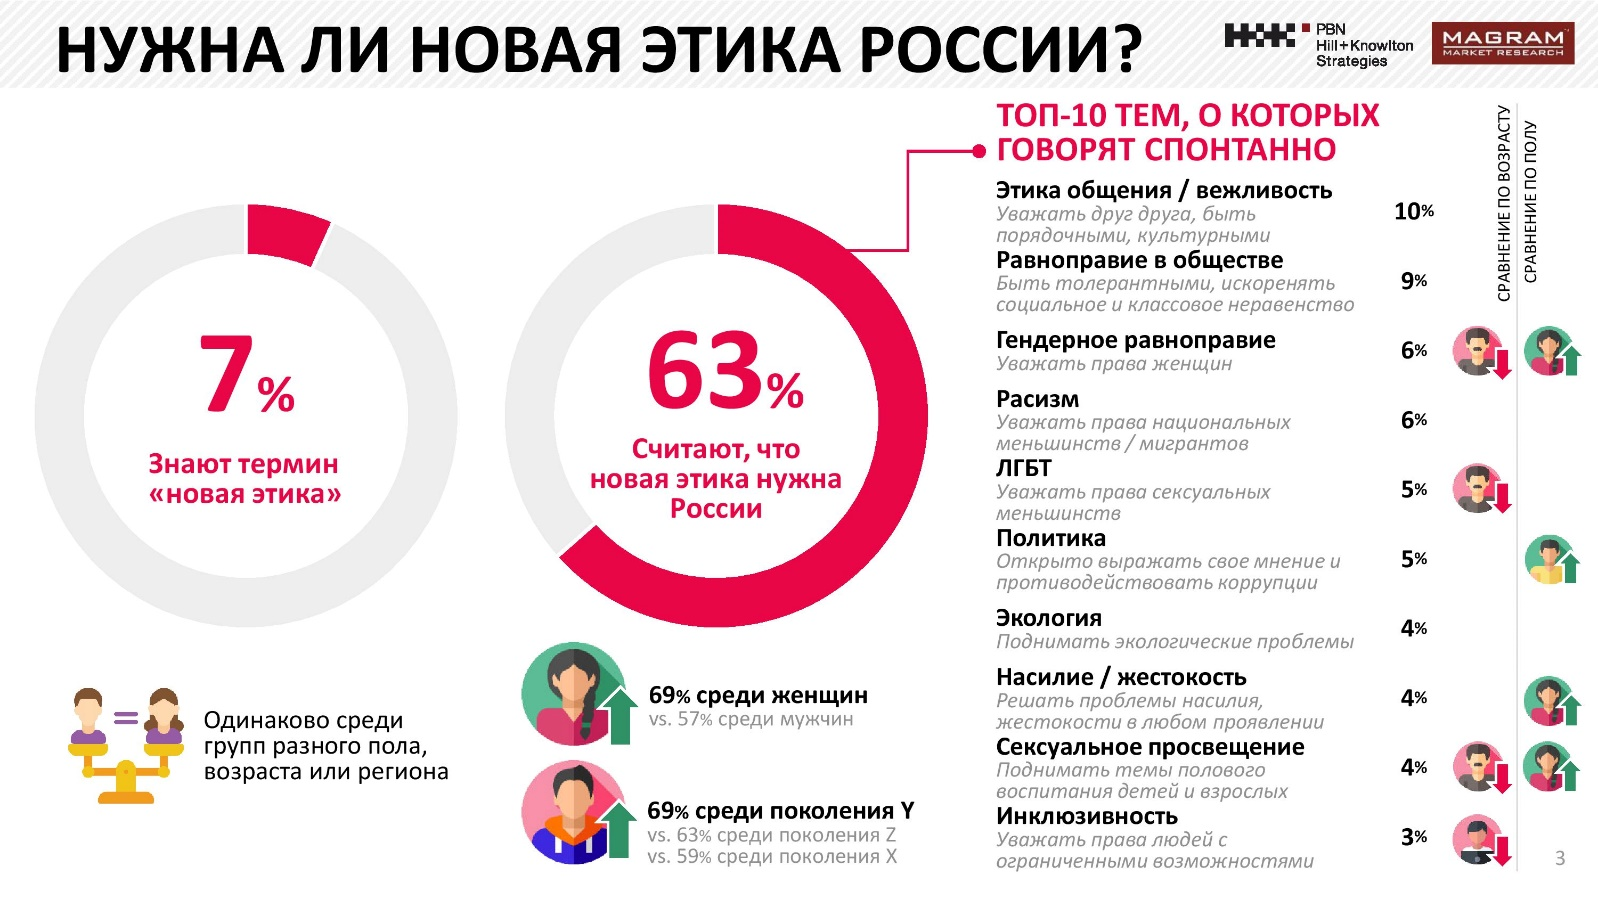 НУЖНА ЛИ НОВАЯ ЭТИКА РОССИИ?
PBN
Hill+Knowlton
Strategies
MAGRAM
MARKET RESEARCH
7%
Знают термин
«новая этика»
Одинаково среди
групп разного пола,
возраста или региона
63%
Считают, что
новая этика нужна
России
69% среди женщин
vs. 57% среди мужчин
69% среди поколения Y
vs. 63% среди поколения Z
vs. 59% среди поколения X
ТОП-10 ТЕМ, О КОТОРЫХ
ГОВОРЯТ СПОНТАННО
СРАВНЕНИЕ ПО ВОЗРАСТУ
СРАВНЕНИЕ ПО ПОЛУ
Этика общения / вежливость
Уважать друг друга, быть
порядочными, культурными
10%
Равноправие в обществе
Быть толерантными, искоренять
социальное и классовое неравенство
9%
Гендерное равноправие
Уважать права женщин
6%
Расизм
Уважать права национальных
меньшинств / мигрантов
6%
ЛГБТ
Уважать права сексуальных
меньшинств
5%
Политика
Открыто выражать свое мнение и
противодействовать коррупции
5%
Экология
Поднимать экологические проблемы
4%
Насилие / жестокость
Решать проблемы насилия,
жестокости в любом проявлении
4%
Сексуальное просвещение
Поднимать темы полового
воспитания детей и взрослых
4%
Инклюзивность
Уважать права людей с
ограниченными возможностями
3%
3